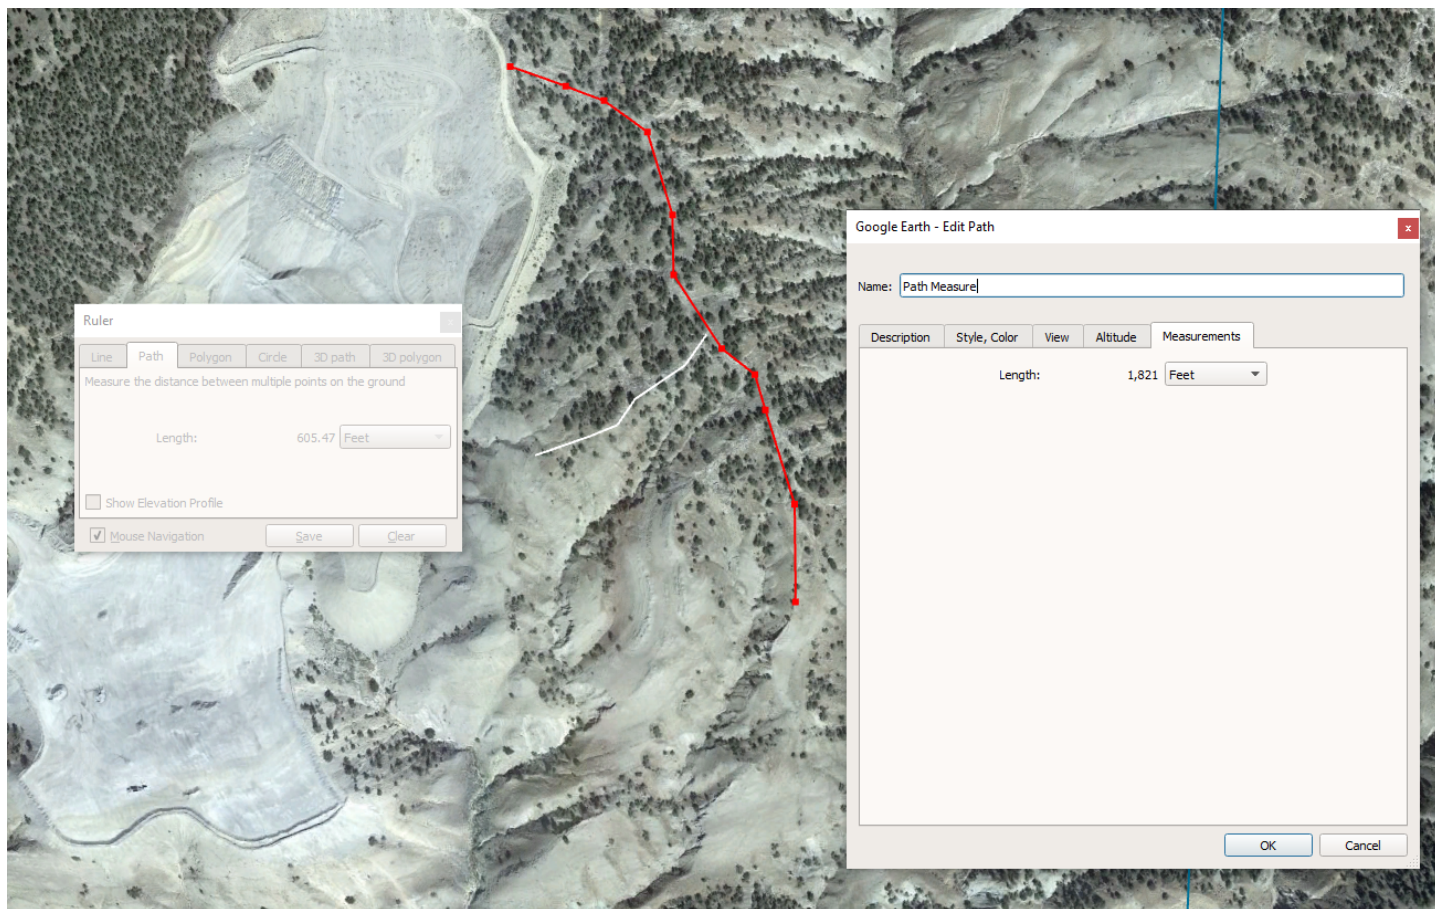 Google Earth - Edit Path
x
Name: Path Measure
Description Style, Color View Altitude Measurements
Length: 1,821 Feet
OK Cancel
Ruler
x
Line Path Polygon Circle 3D path 3D polygon
Measure the distance between multiple points on the ground
Length: 605.47 Feet
Show Elevation Profile
Mouse Navigation Save Clear